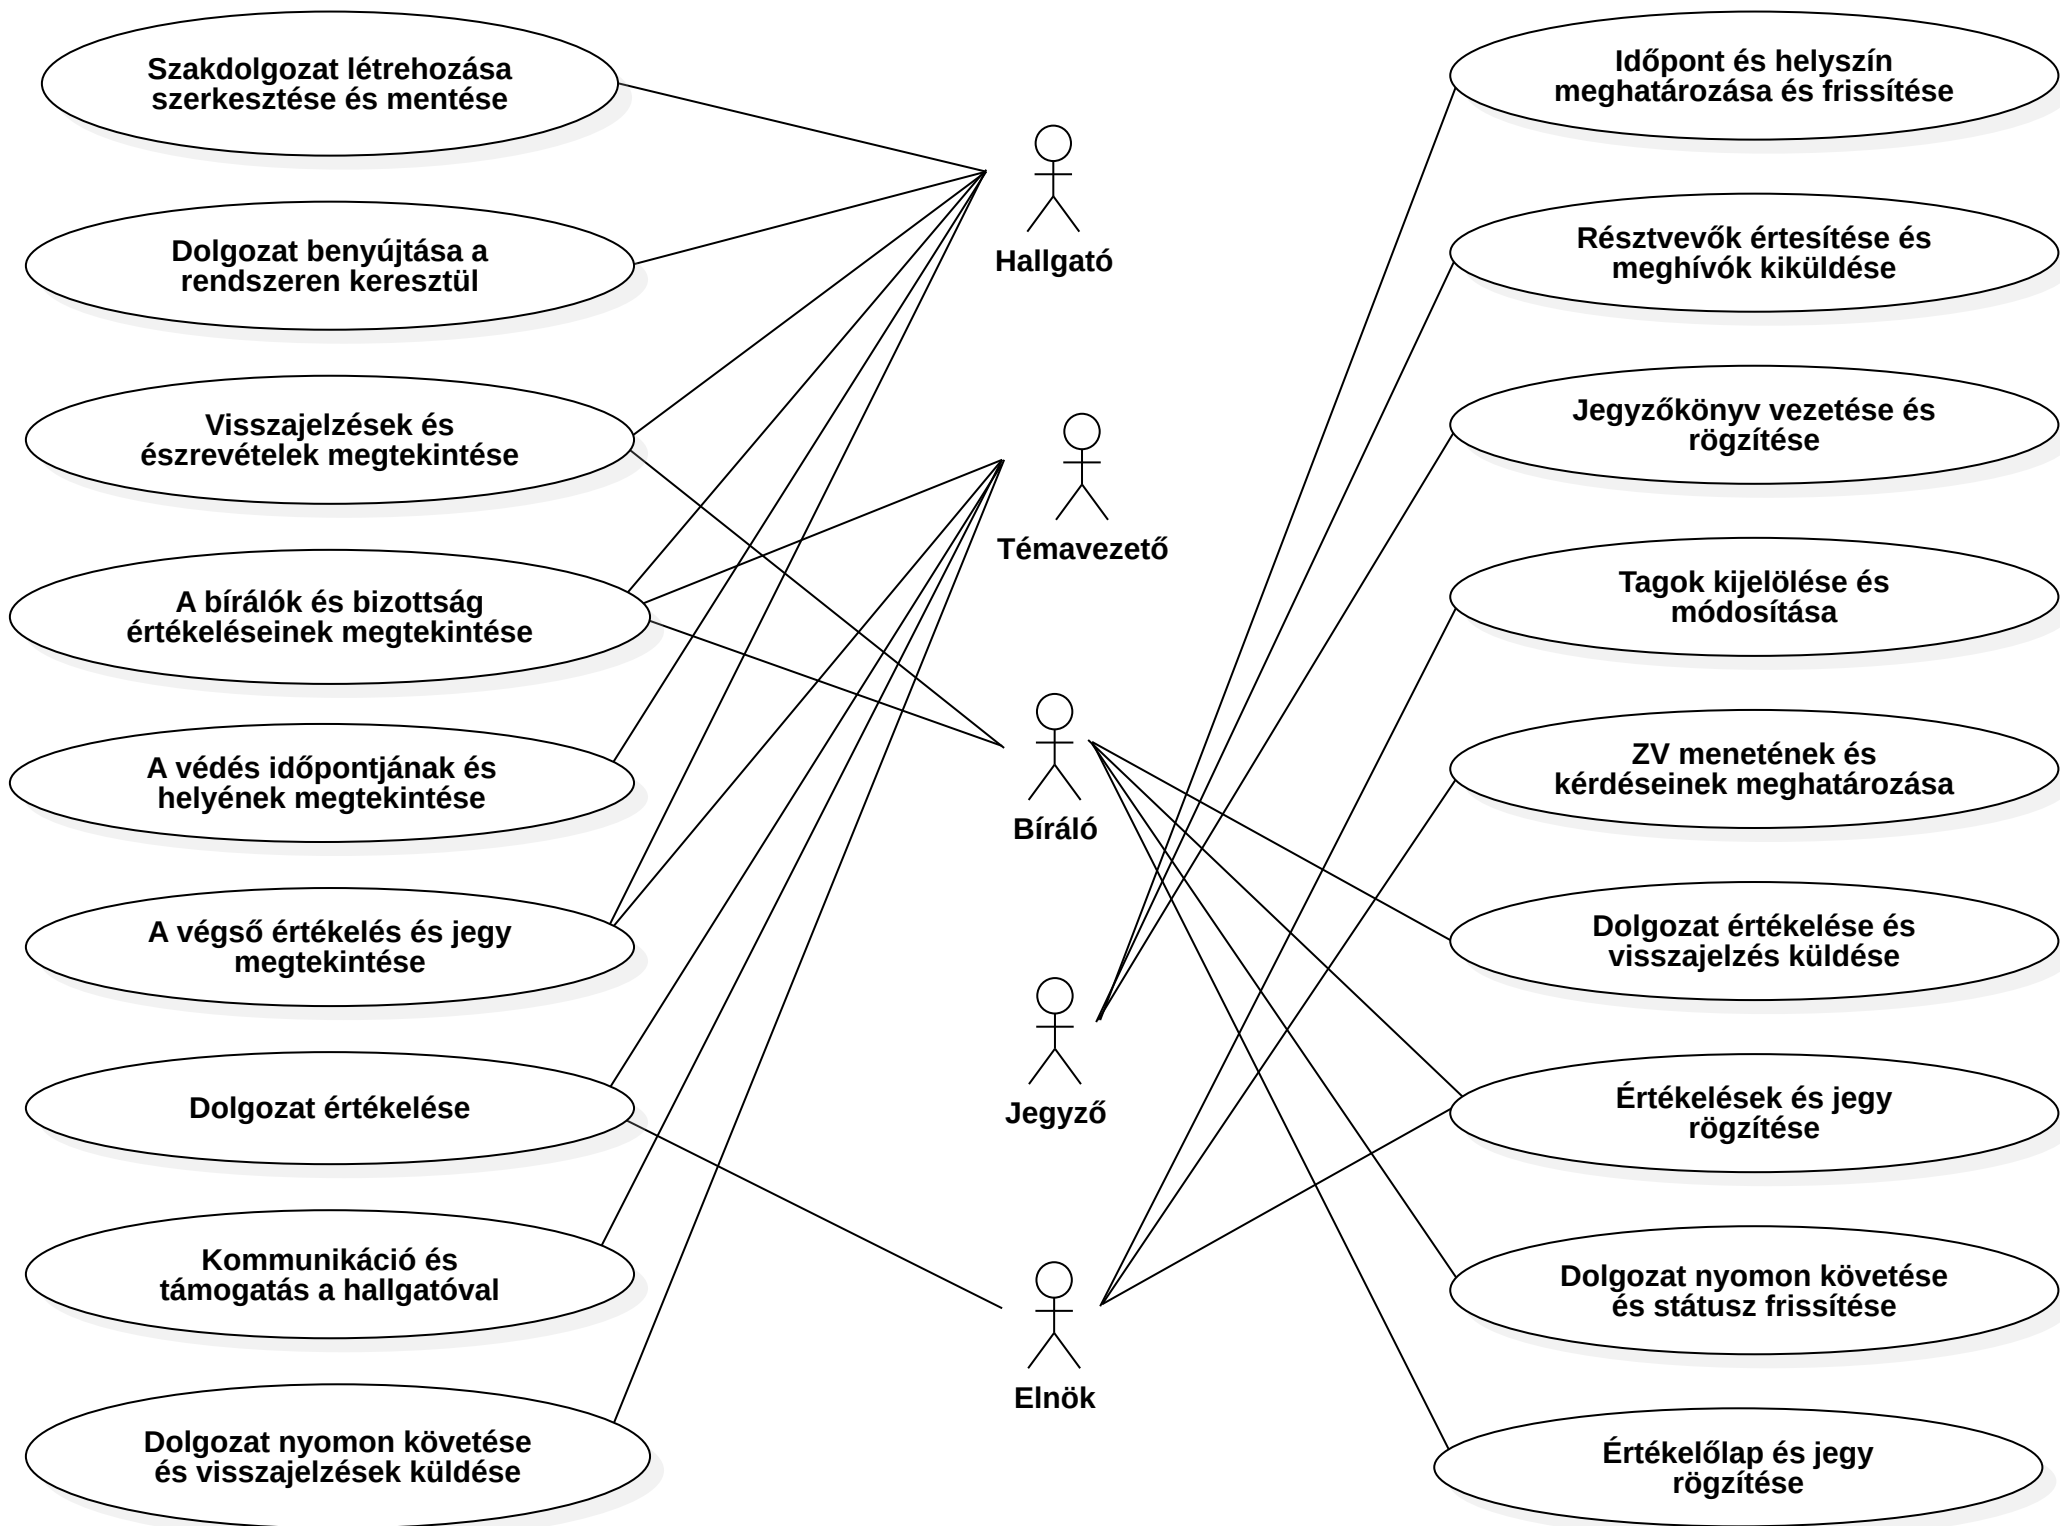 Szakdolgozat létrehozása
szerkesztése és mentése
Dolgozat benyújtása a
rendszeren keresztül
Visszajelzések és
észrevételek megtekintése
A bírálók és bizottság
értékeléseinek megtekintése
A védés időpontjának és
helyének megtekintése
A végső értékelés és jegy
megtekintése
Dolgozat értékelése
Kommunikáció és
támogatás a hallgatóval
Dolgozat nyomon követése
és visszajelzések küldése
Hallgató
Témavezető
Bíráló
Jegyző
Elnök
Időpont és helyszín
meghatározása és frissítése
Résztvevők értesítése és
meghívók kiküldése
Jegyzőkönyv vezetése és
rögzítése
Tagok kijelölése és
módosítása
ZV menetének és
kérdéseinek meghatározása
Dolgozat értékelése és
visszajelzés küldése
Értékelések és jegy
rögzítése
Dolgozat nyomon követése
és státusz frissítése
Értékelőlap és jegy
rögzítése